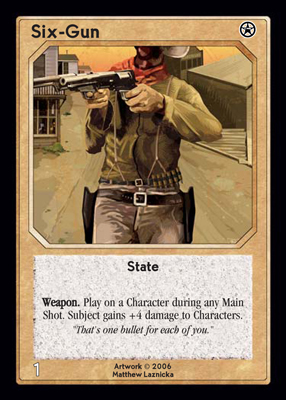 Six-Gun
State
Weapon. Play on a Character during any Main
Shot. Subject gains +4 damage to Characters.
"That's one bullet for each of you."
1
Artwork © 2006
Matthew Laznicka